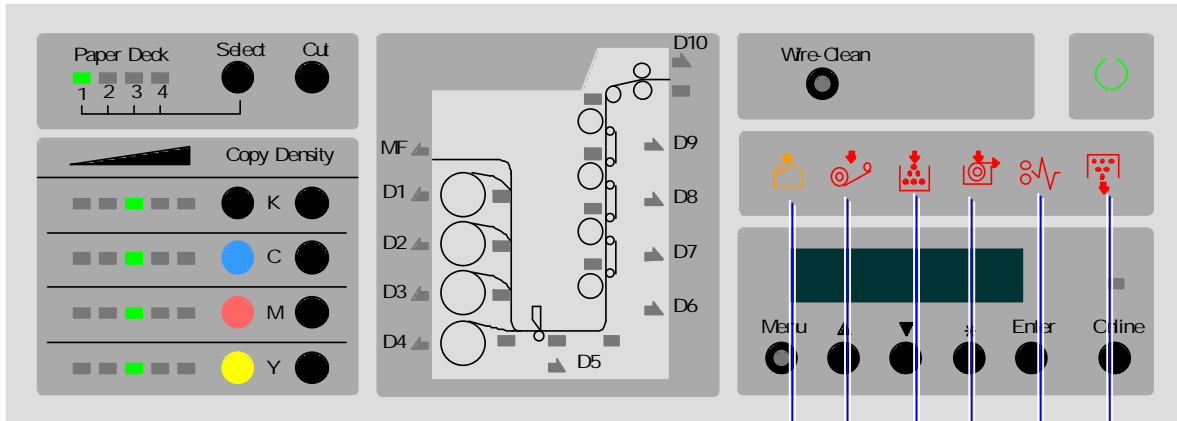 Paper Deck Select Cut
1 2 3 4
Copy Density
K
C
M
Y
MF
D1
D2
D3
D4
D5
D10
D9
D8
D7
D6
Wire-Clean
Menu ▲ ▼ * Enter Online